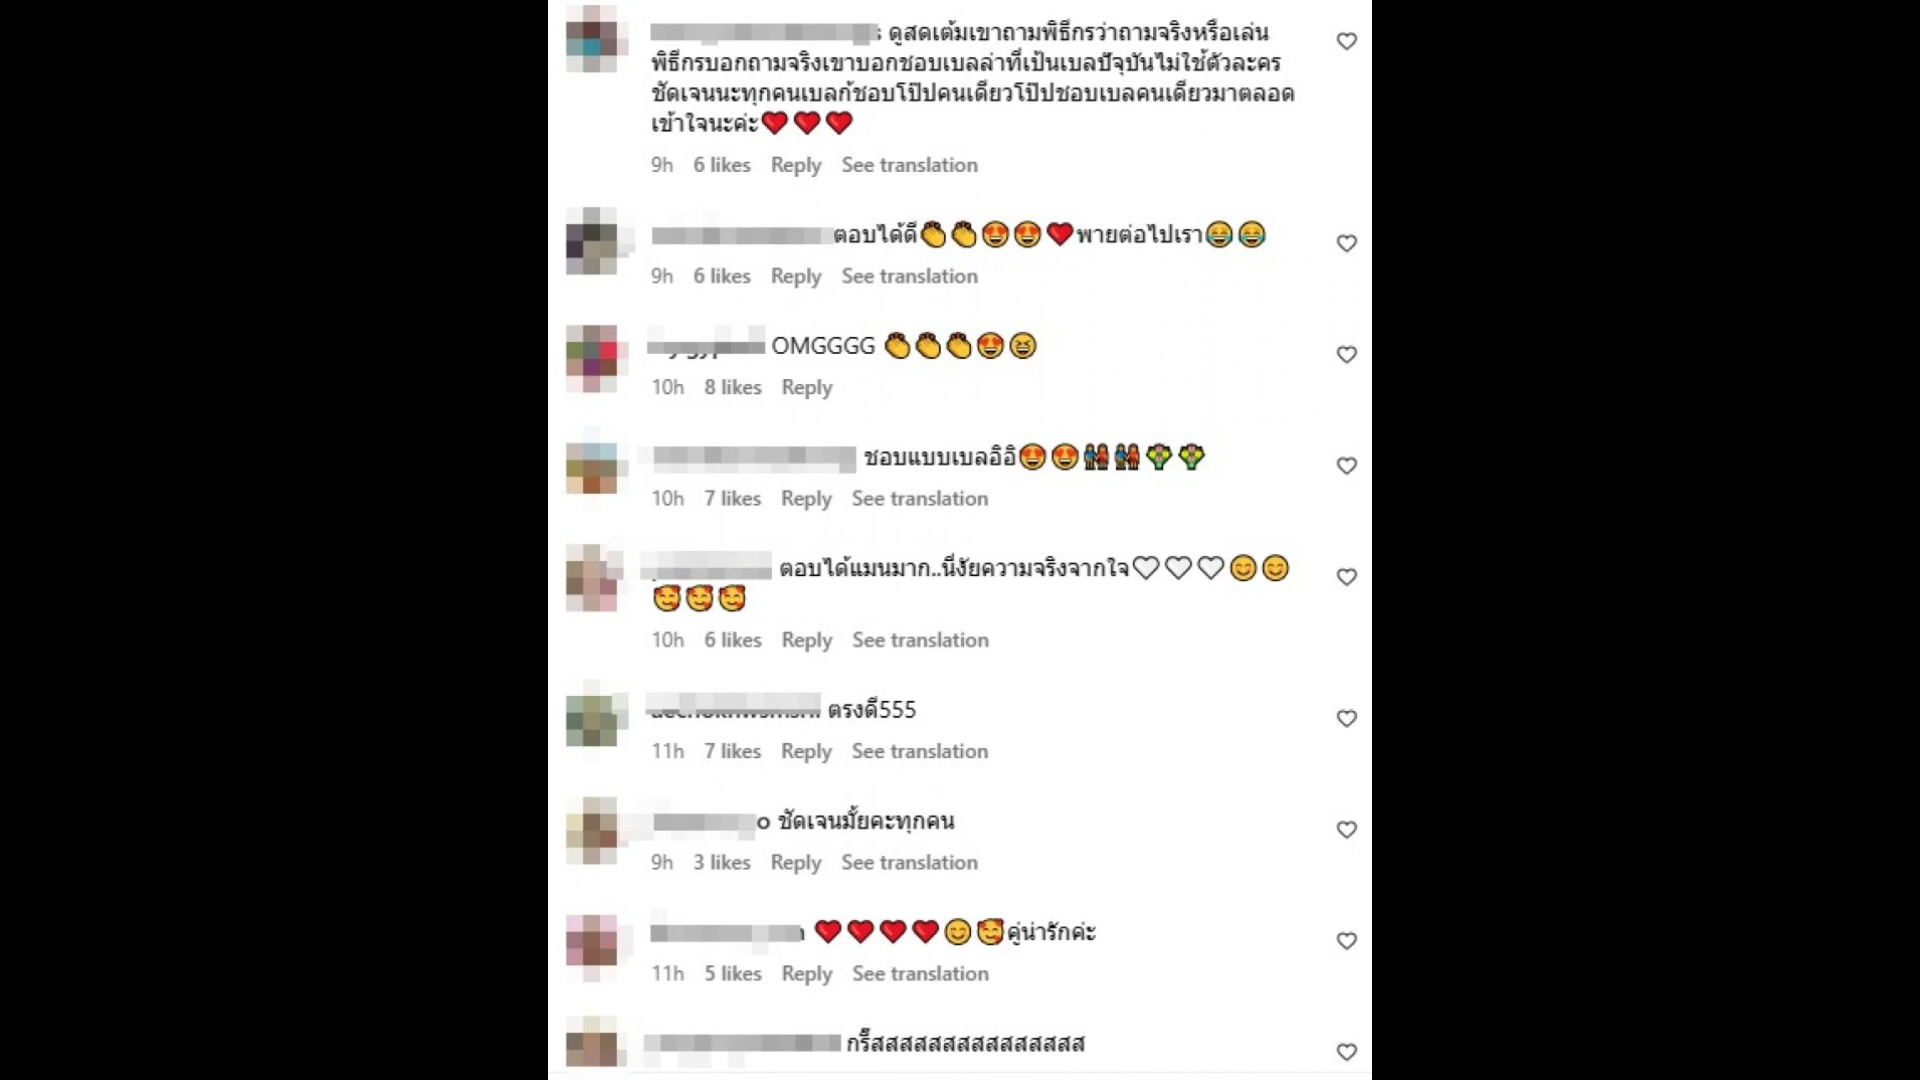 ดูสดเต้มเขาถามพิธีกรว่าถามจริงหรือเล่น
พิธีกรบอกถามจริงเขาบอกชอบเบลล่าที่เป้นเบลปัจุบันไม่ใช้ตัวละคร
ชัดเจนนะทุกคนเบลก้ชอบโป๊ปคนเดียวโป๊ปชอบเบลคนเดียวมาตลอด
เข้าใจนะค่ะ❤️❤️❤️
9h 6 likes Reply See translation
ตอบได้ดี👏👏😍😍❤️พายต่อไปเรา😂😂
9h 6 likes Reply See translation
OMGGGG 👏👏👏😍😆
10h 8 likes Reply
ชอบแบบเบลอิอิ😍😍👫👫💐💐
10h 7 likes Reply See translation
ตอบได้แมนมาก..นี่งัยความจริงจากใจ🤍🤍🤍😊😊
🥰🥰🥰
10h 6 likes Reply See translation
ตรงดี555
11h 7 likes Reply See translation
ชัดเจนมั้ยคะทุกคน
9h 3 likes Reply See translation
❤️❤️❤️❤️😊🥰คู่น่ารักค่ะ
11h 5 likes Reply See translation
กรี๊สสสสสสสสสสสสสสส